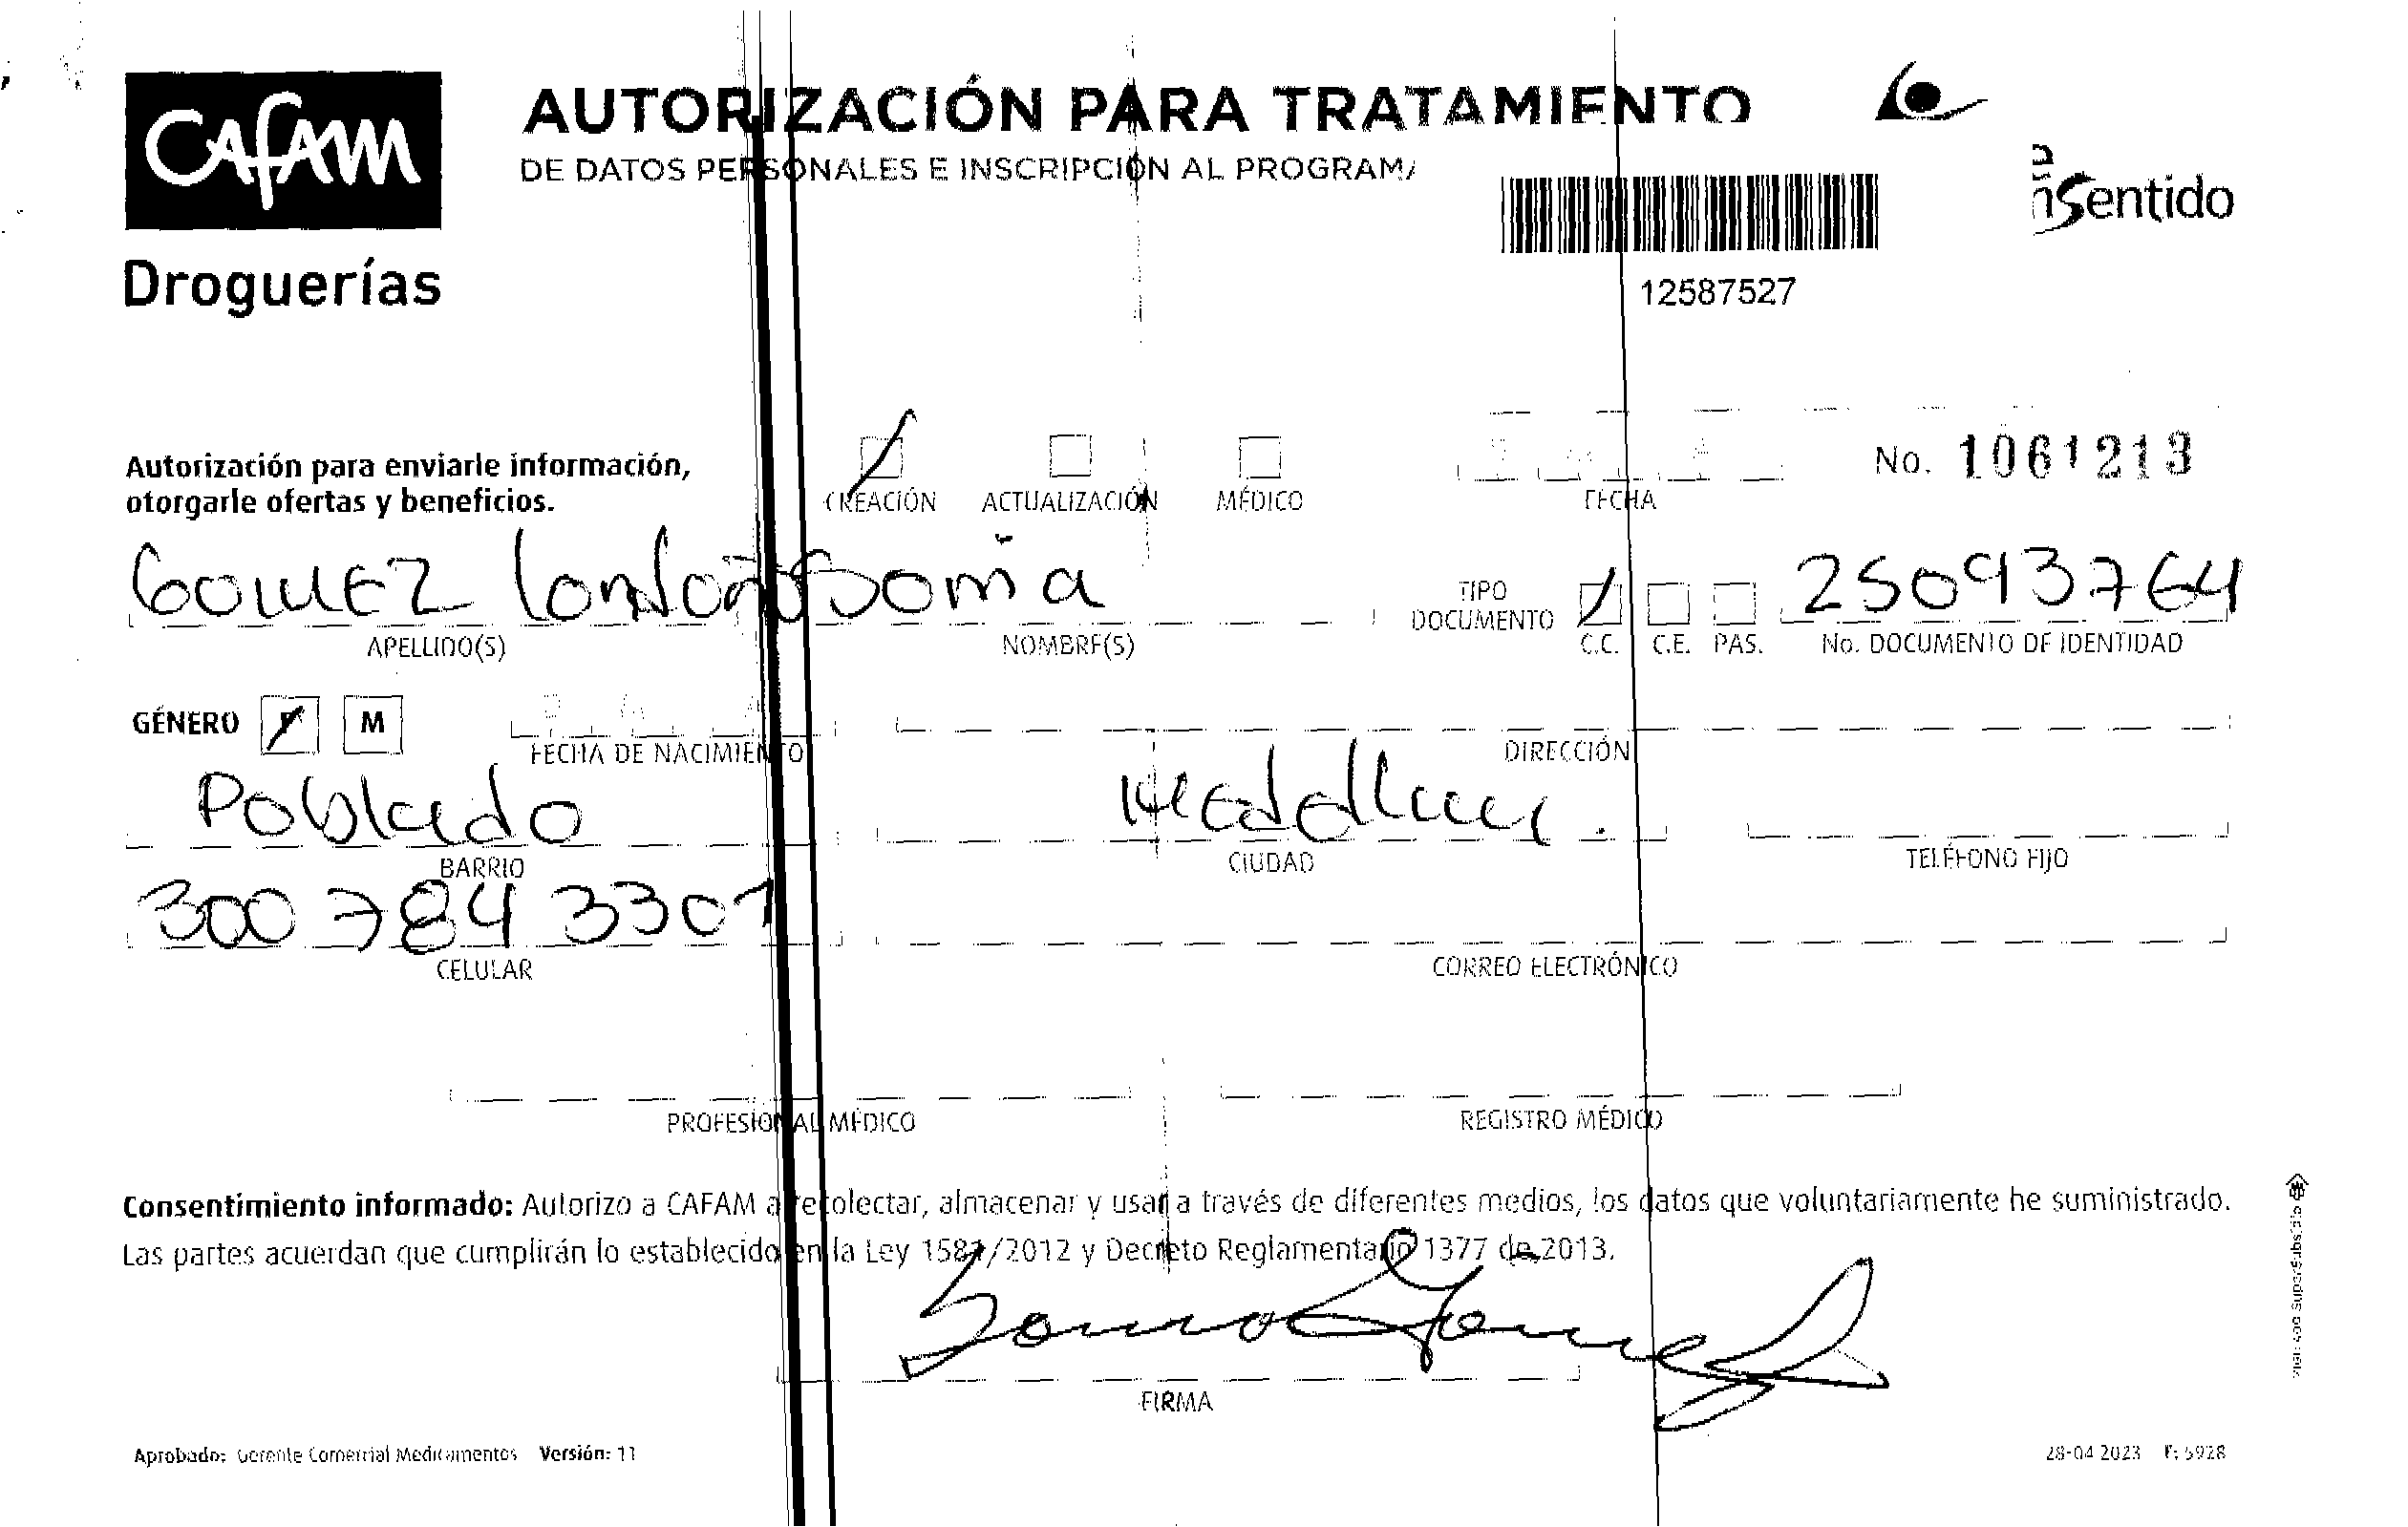 CAFAM
Droguerías
AUTORIZACIÓN PARA TRATAMIENTO
DE DATOS PERSONALES E INSCRIPCIÓN AL PROGRAMA
Sentido
12587527
Autorización para enviarle información,
otorgarle ofertas y beneficios.
CREACIÓN ACTUALIZACIÓN MÉDICO
FECHA
No. 1061213
GOMEZ Londoño Sonia
APELLIDO(S) NOMBRE(S)
TIPO
DOCUMENTO
C.C. C.E. PAS.
25093764
No. DOCUMENTO DE IDENTIDAD
GÉNERO F M
FECHA DE NACIMIENTO
DIRECCIÓN
Poblado Medellin.
BARRIO CIUDAD TELÉFONO FIJO
300 784 3301
CELULAR CORREO ELECTRÓNICO
PROFESIONAL MÉDICO REGISTRO MÉDICO
Consentimiento informado: Autorizo a CAFAM a recolectar, almacenar y usar a través de diferentes medios, los datos que voluntariamente he suministrado.
Las partes acuerdan que cumplirán lo establecido en la Ley 1581/2012 y Decreto Reglamentario 1377 de 2013.
Sonia Gomez
FIRMA
Aprobado: Gerente Comercial Medicamentos Versión: 11
28-04 2023 F: 5928